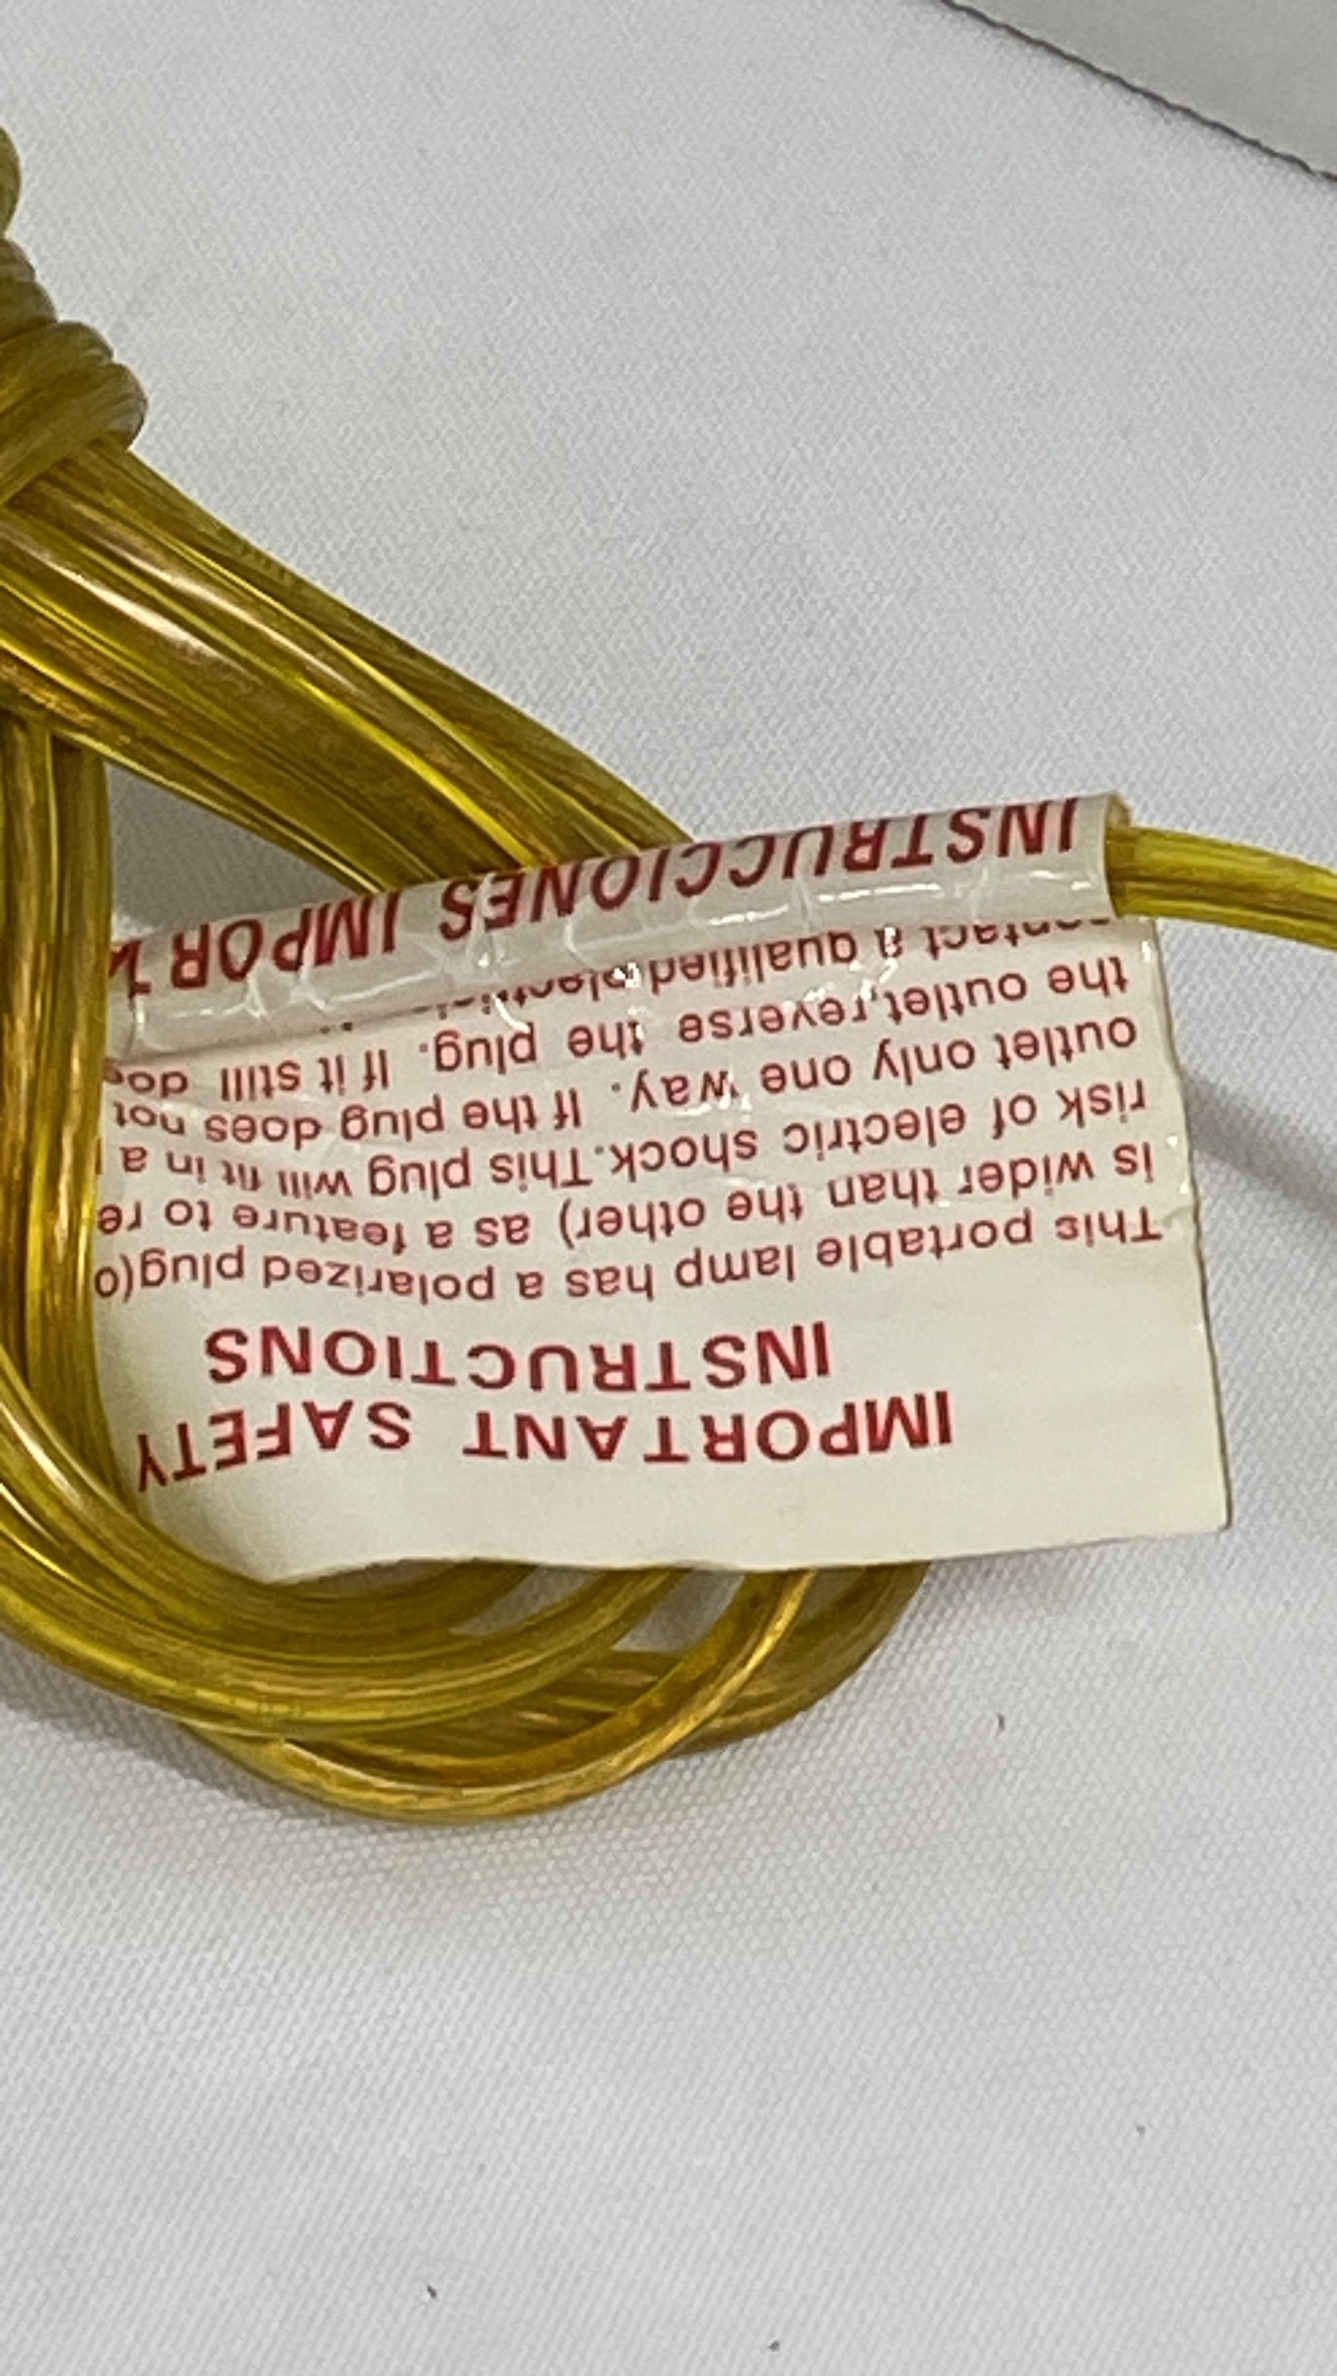 IMPORTANT SAFETY
INSTRUCTIONS
This portable lamp has a polarized plug(o
is wider than the other) as a feature to re
risk of electric shock.This plug will fit in a
outlet only one way. If the plug does not
the outlet,reverse the plug. If it still doe
contact a qualified
INSTRUCCIONES IMPOR